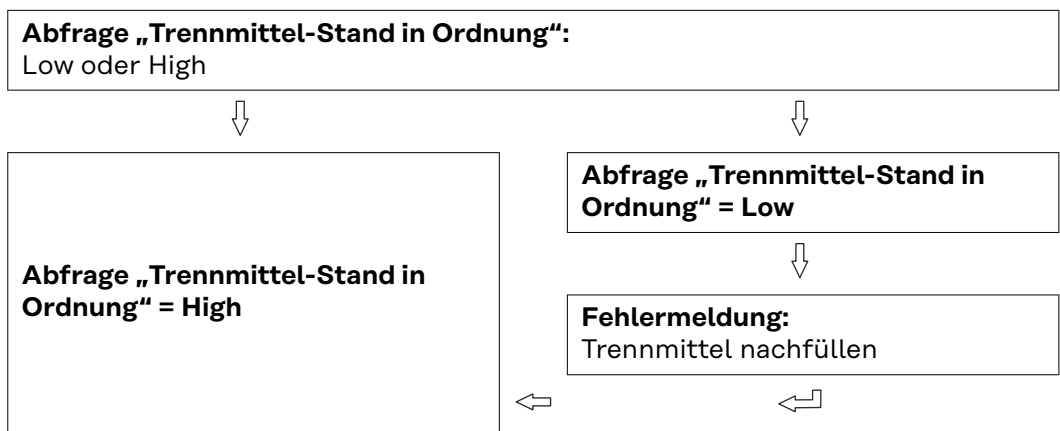 Abfrage „Trennmittel-Stand in Ordnung“:
Low oder High
Abfrage „Trennmittel-Stand in
Ordnung“ = High
Abfrage „Trennmittel-Stand in
Ordnung“ = Low
Fehlermeldung:
Trennmittel nachfüllen